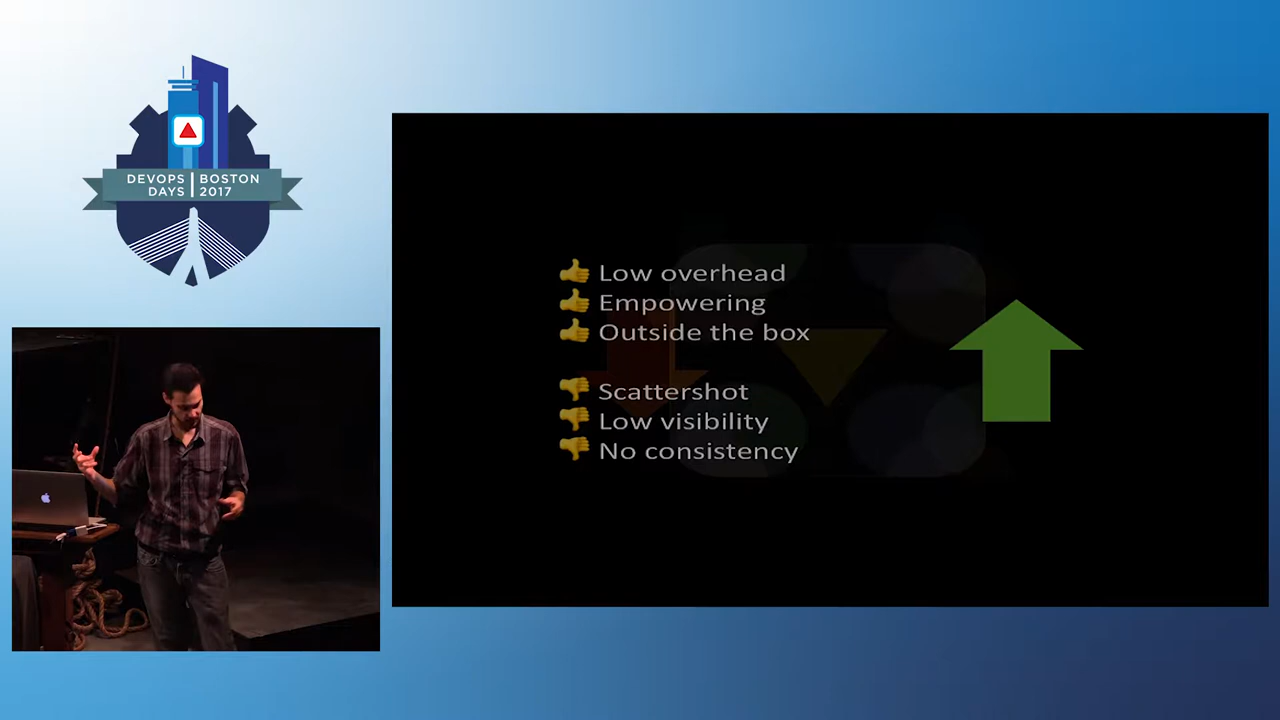 DEVOPS BOSTON
DAYS 2017
Low overhead
Empowering
Outside the box
Scattershot
Low visibility
No consistency